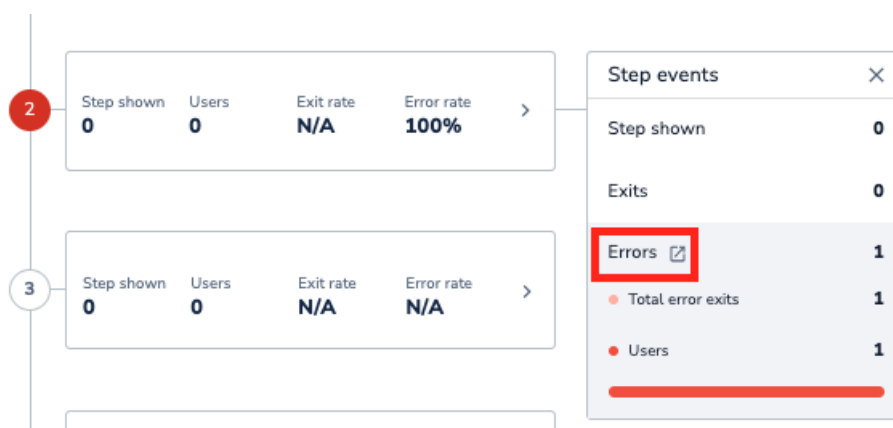 2
Step shown Users Exit rate Error rate
0 0 N/A 100%
Step events
Step shown 0
Exits 0
Errors 1
Total error exits 1
Users 1
3
Step shown Users Exit rate Error rate
0 0 N/A N/A